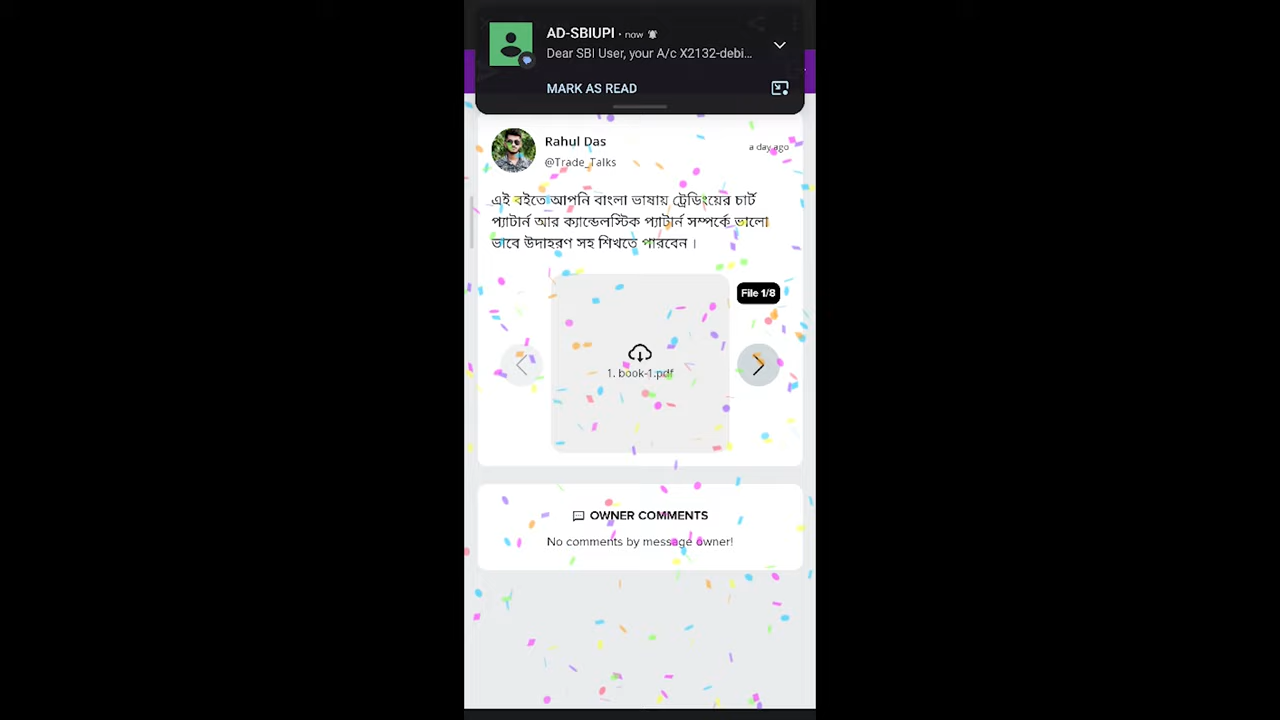 AD-SBIUPI • now
Dear SBI User, your A/c X2132-debi...
MARK AS READ
Rahul Das
a day ago
@Trade_Talks
এই বইতে আপনি বাংলা ভাষায় ট্রেডিংয়ের চার্ট
প্যাটার্ন আর ক্যান্ডেলস্টিক প্যাটার্ন সম্পর্কে ভালো
ভাবে উদাহরণ সহ শিখতে পারবেন ।
File 1/8
1. book-1.pdf
OWNER COMMENTS
No comments by message owner!